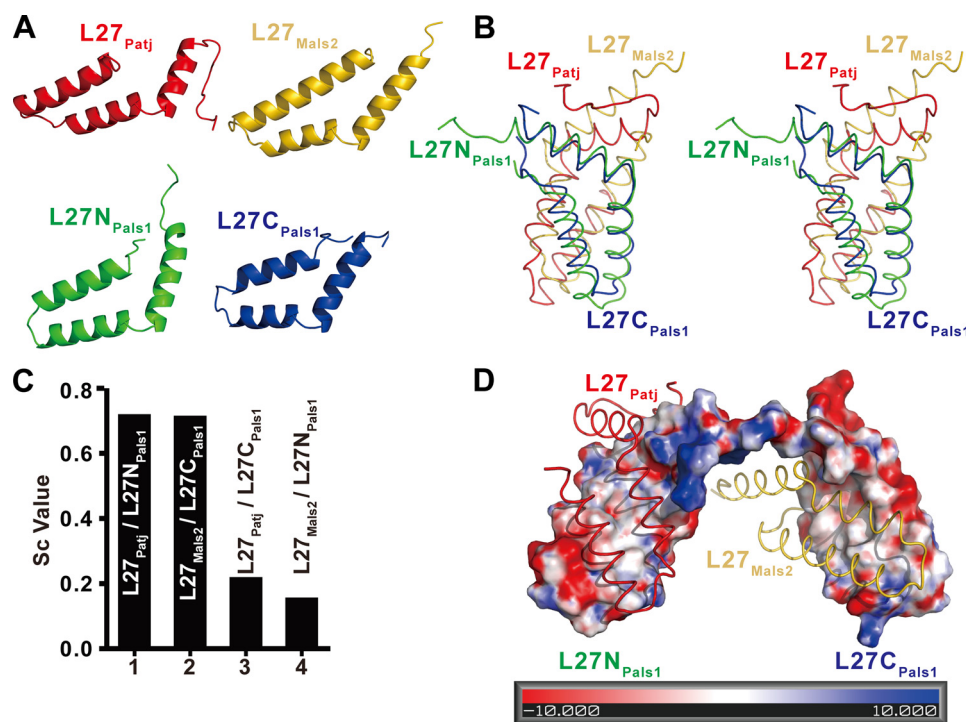 A
L27Patj
L27Mals2
L27NPals1
L27CPals1
B
L27Patj
L27Mals2
L27NPals1
L27CPals1
L27Patj
L27Mals2
L27NPals1
L27CPals1
C
Sc Value
0.8
0.6
0.4
0.2
0.0
L27Patj / L27NPals1
L27Mals2 / L27CPals1
L27Patj / L27CPals1
L27Mals2 / L27NPals1
1 2 3 4
D
L27Patj
L27Mals2
L27NPals1
L27CPals1
-10.000 10.000